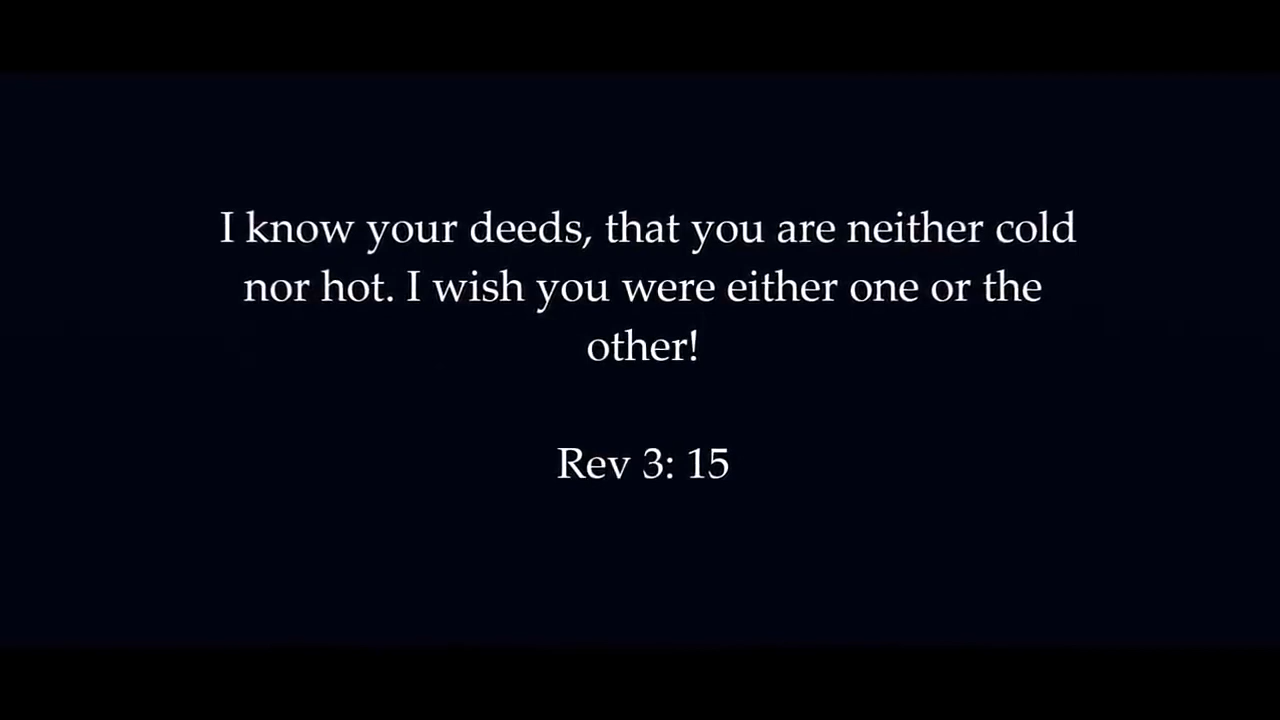 I know your deeds, that you are neither cold
nor hot. I wish you were either one or the
other!
Rev 3: 15